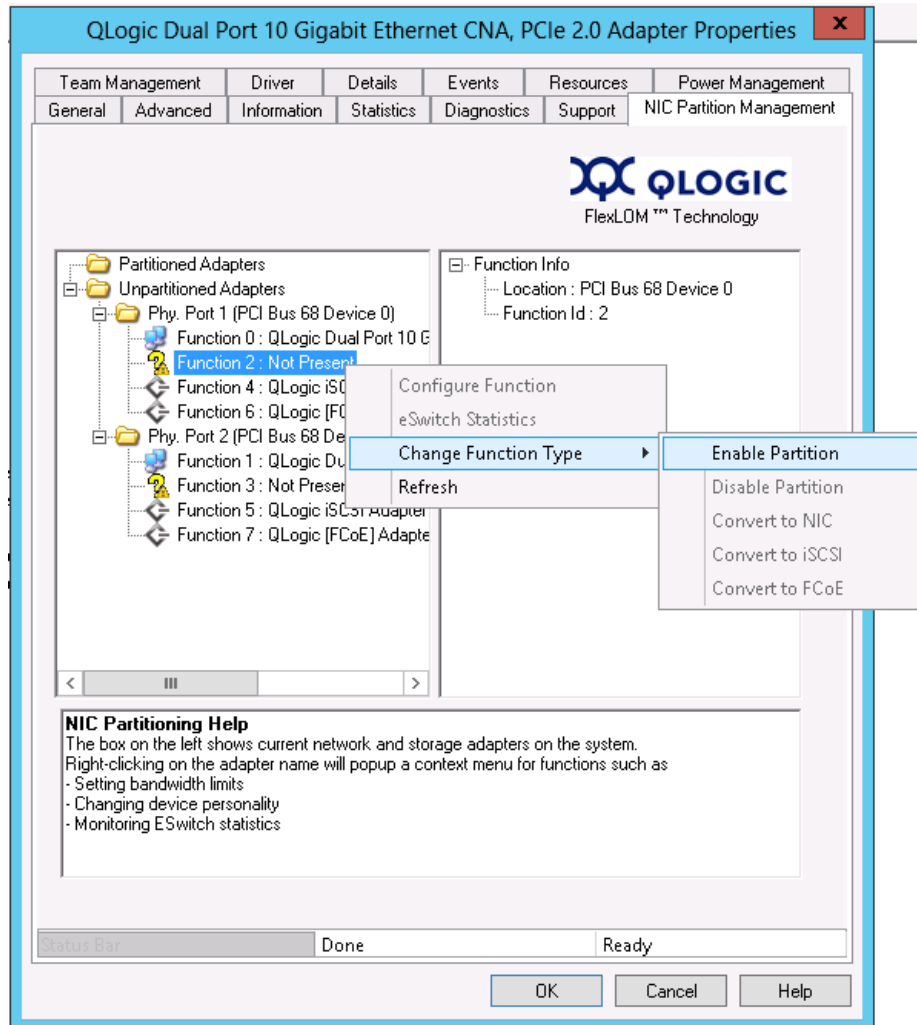 QLogic Dual Port 10 Gigabit Ethernet CNA, PCIe 2.0 Adapter Properties
x
Team Management Driver Details Events Resources Power Management
General Advanced Information Statistics Diagnostics Support NIC Partition Management
QLOGIC
FlexLOM ™ Technology
Partitioned Adapters
Unpartitioned Adapters
Phy. Port 1 (PCI Bus 68 Device 0)
Function 0 : QLogic Dual Port 10 G
Function 2 : Not Present
Function 4 : QLogic iSC
Function 6 : QLogic [FC
Phy. Port 2 (PCI Bus 68 De
Function 1 : QLogic Du
Function 3 : Not Preser
Function 5 : QLogic iSCSI Adapter
Function 7 : QLogic [FCoE] Adapte
Function Info
Location : PCI Bus 68 Device 0
Function Id : 2
Configure Function
eSwitch Statistics
Change Function Type
Refresh
Enable Partition
Disable Partition
Convert to NIC
Convert to iSCSI
Convert to FCoE
NIC Partitioning Help
The box on the left shows current network and storage adapters on the system.
Right-clicking on the adapter name will popup a context menu for functions such as
- Setting bandwidth limits
- Changing device personality
- Monitoring ESwitch statistics
Status Bar Done Ready
OK Cancel Help